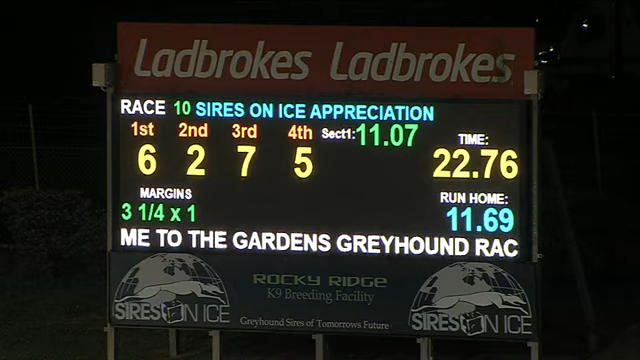 Ladbrokes Ladbrokes
RACE 10 SIRES ON ICE APPRECIATION
1st 2nd 3rd 4th Sect1: 11.07 TIME:
6 2 7 5 22.76
MARGINS RUN HOME:
3 1/4 x 1 11.69
ME TO THE GARDENS GREYHOUND RAC
ROCKY RIDGE
K9 Breeding Facility
SIRES ON ICE SIRES ON ICE
Greyhound Sires of Tomorrows Future